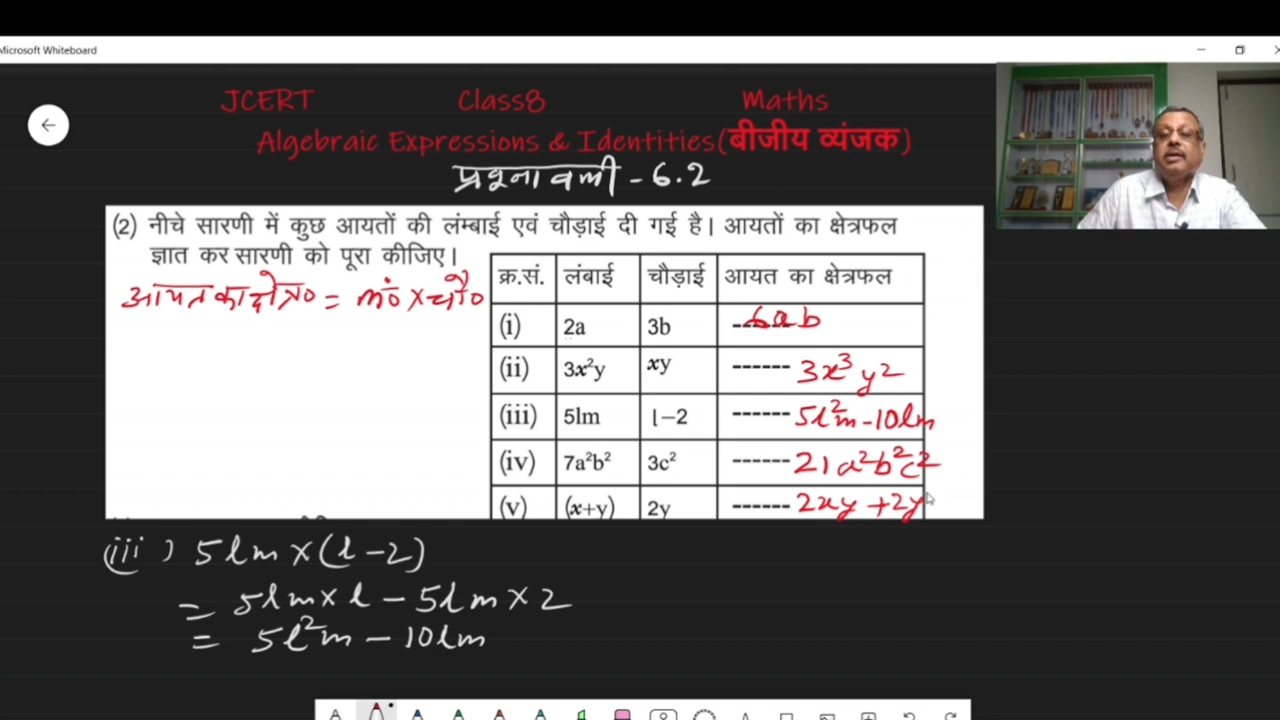 Microsoft Whiteboard
JCERT Class8 Maths
Algebraic Expressions & Identities(बीजीय व्यंजक)
प्रश्नावली - 6.2
(2) नीचे सारणी में कुछ आयतों की लंम्बाई एवं चौड़ाई दी गई है। आयतों का क्षेत्रफल
ज्ञात कर सारणी को पूरा कीजिए।
आयत का क्षेत्र० = लं० × चौ०
क्र.सं. लंबाई चौड़ाई आयत का क्षेत्रफल
(i) 2a 3b ------ 6ab
(ii) 3x²y xy ------ 3x³y²
(iii) 5lm l-2 ------ 5l²m - 10lm
(iv) 7a²b² 3c² ------ 21a²b²c²
(v) (x+y) 2y ------ 2xy + 2y
(iii) 5lm × (l - 2)
= 5lm × l - 5lm × 2
= 5l²m - 10lm